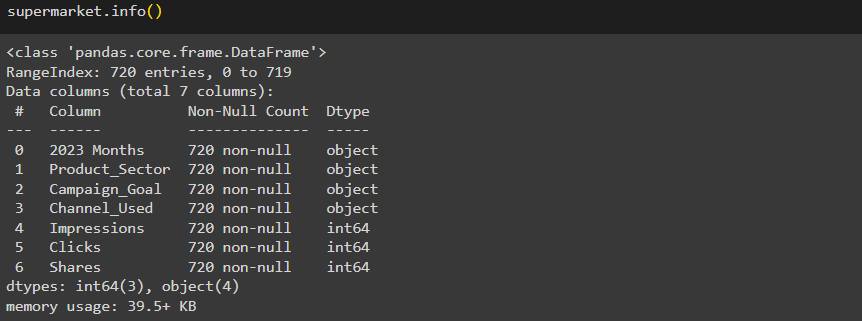 supermarket.info()
<class 'pandas.core.frame.DataFrame'>
RangeIndex: 720 entries, 0 to 719
Data columns (total 7 columns):
 #   Column          Non-Null Count  Dtype
---  ------          --------------  -----
 0   2023 Months     720 non-null    object
 1   Product_Sector  720 non-null    object
 2   Campaign_Goal   720 non-null    object
 3   Channel_Used    720 non-null    object
 4   Impressions     720 non-null    int64
 5   Clicks          720 non-null    int64
 6   Shares          720 non-null    int64
dtypes: int64(3), object(4)
memory usage: 39.5+ KB